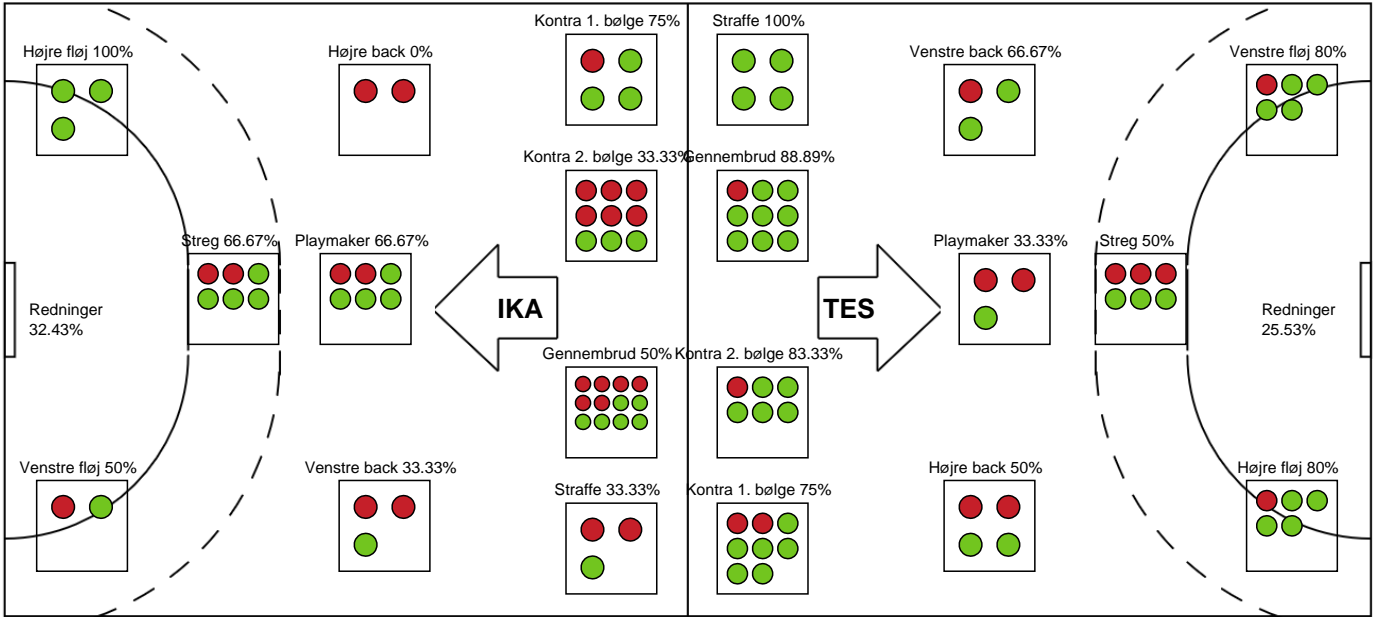 Kontra 1. bølge 75%
Straffe 100%
Højre fløj 100%
Højre back 0%
Venstre back 66.67%
Venstre fløj 80%
Kontra 2. bølge 33.33%
Gennembrud 88.89%
Streg 66.67%
Playmaker 66.67%
Playmaker 33.33%
Streg 50%
IKA
TES
Redninger
32.43%
Redninger
25.53%
Gennembrud 50%
Kontra 2. bølge 83.33%
Venstre fløj 50%
Venstre back 33.33%
Højre back 50%
Højre fløj 80%
Straffe 33.33%
Kontra 1. bølge 75%